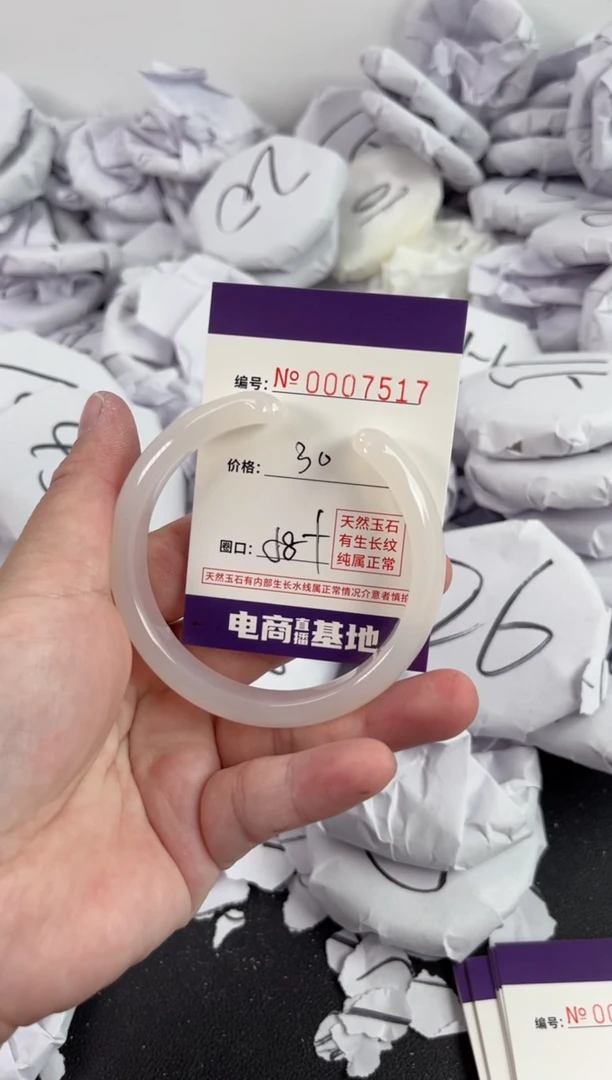 编号: Nº 0007517
价格: 30
圈口: 58+
天然玉石
有生长纹
纯属正常
天然玉石有内部生长水线属正常情况介意者慎拍
电商直播基地
26
编号: Nº 00